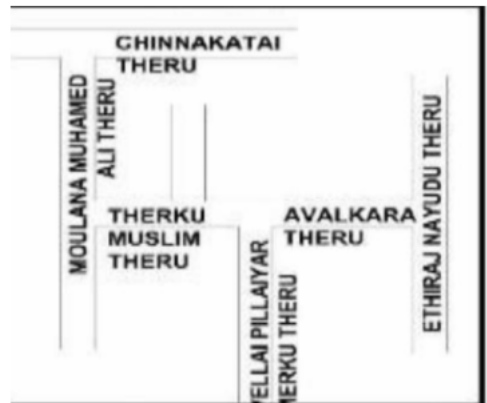 CHINNAKATAI
THERU
MOULANA MUHAMED
ALI THERU
THERKU
MUSLIM
THERU
AVALKARA
THERU
VELLAI PILLAIYAR
MERKU THERU
ETHIRAJ NAYUDU THERU